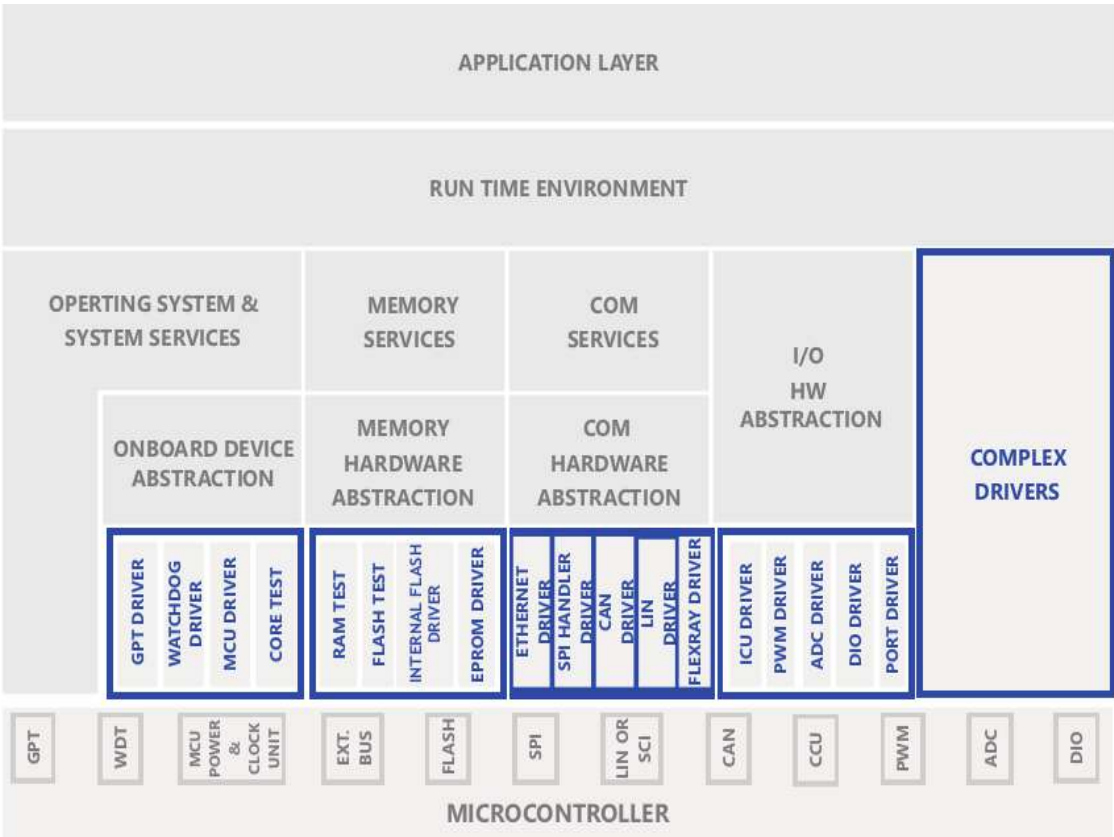 APPLICATION LAYER
RUN TIME ENVIRONMENT
OPERTING SYSTEM &
SYSTEM SERVICES
MEMORY
SERVICES
COM
SERVICES
I/O
HW
ABSTRACTION
COMPLEX
DRIVERS
ONBOARD DEVICE
ABSTRACTION
MEMORY
HARDWARE
ABSTRACTION
COM
HARDWARE
ABSTRACTION
GPT DRIVER
WATCHDOG
DRIVER
MCU DRIVER
CORE TEST
RAM TEST
FLASH TEST
INTERNAL FLASH
DRIVER
EPROM DRIVER
ETHERNET
DRIVER
SPI HANDLER
DRIVER
CAN
DRIVER
LIN
DRIVER
FLEXRAY DRIVER
ICU DRIVER
PWM DRIVER
ADC DRIVER
DIO DRIVER
PORT DRIVER
GPT
WDT
MCU
POWER
&
CLOCK
UNIT
EXT.
BUS
FLASH
SPI
LIN OR
SCI
CAN
CCU
PWM
ADC
DIO
MICROCONTROLLER